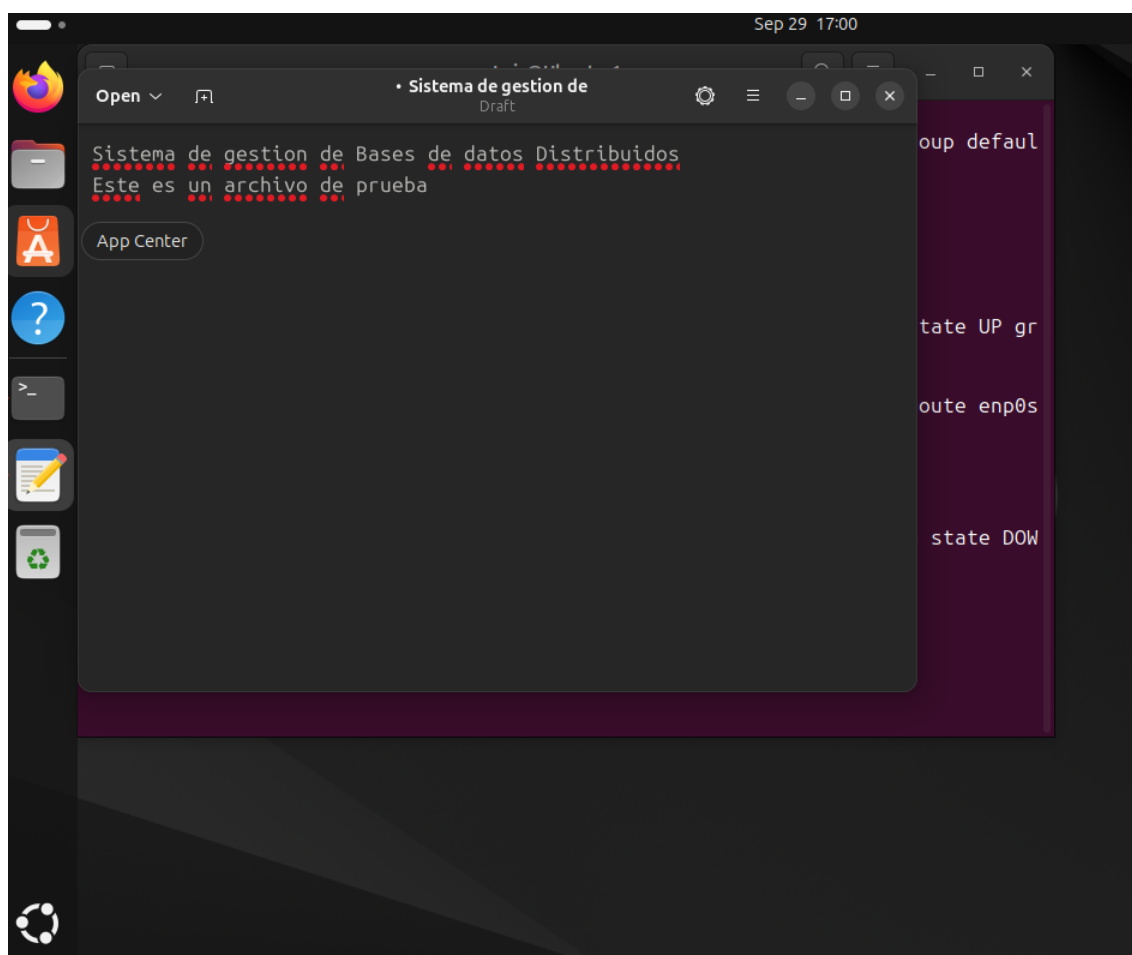 Sep 29 17:00
Open
• Sistema de gestion de
Draft
Sistema de gestion de Bases de datos Distribuidos
Este es un archivo de prueba
App Center
oup defaul
tate UP gr
oute enp0s
state DOW